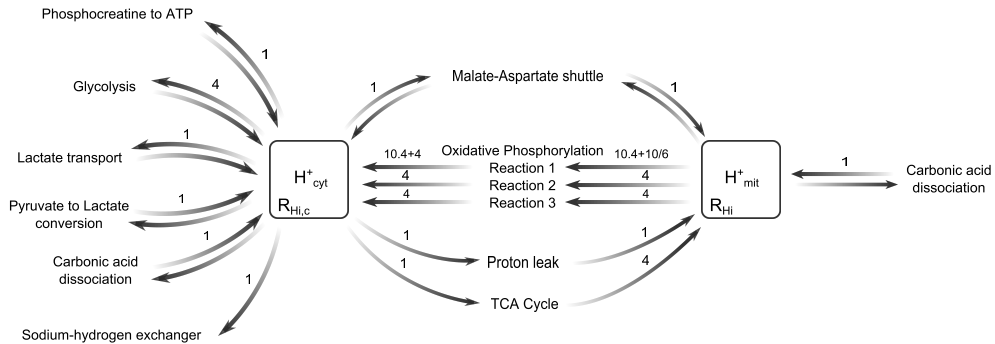 Phosphocreatine to ATP
1
Glycolysis
4
Lactate transport
1
Pyruvate to Lactate
conversion
1
Carbonic acid
dissociation
1
Sodium-hydrogen exchanger
1
H⁺cyt
RHi,c
1
Malate-Aspartate shuttle
1
Oxidative Phosphorylation
10.4+4
Reaction 1
10.4+10/6
4
Reaction 2
4
4
Reaction 3
4
1
Proton leak
1
1
TCA Cycle
4
H⁺mit
RHi
1
Carbonic acid
dissociation